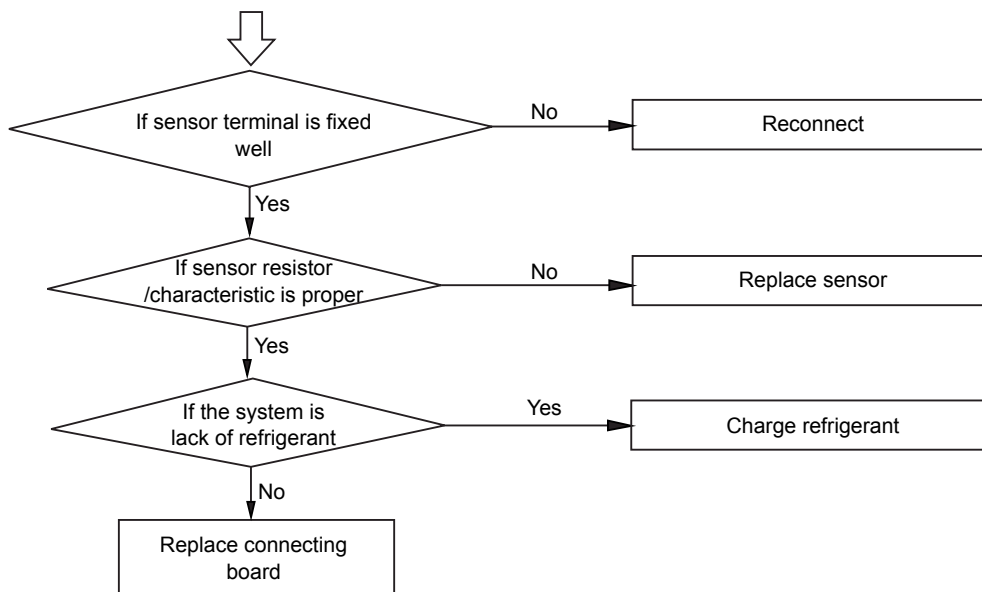 If sensor terminal is fixed
well
No
Reconnect
Yes
If sensor resistor
/characteristic is proper
No
Replace sensor
Yes
If the system is
lack of refrigerant
Yes
Charge refrigerant
No
Replace connecting
board